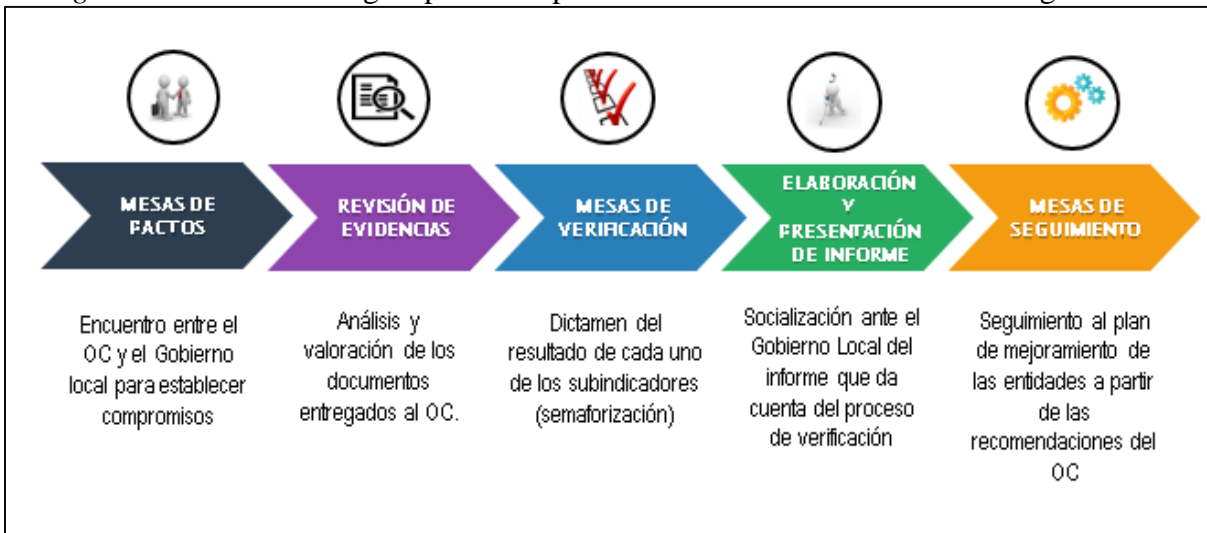 MESAS DE
PACTOS
Encuentro entre el
OC y el Gobierno
local para establecer
compromisos
REVISIÓN DE
EVIDENCIAS
Análisis y
valoración de los
documentos
entregados al OC.
MESAS DE
VERIFICACIÓN
Dictamen del
resultado de cada uno
de los subindicadores
(semaforización)
ELABORACIÓN
Y
PRESENTACIÓN
DE INFORME
Socialización ante el
Gobierno Local del
informe que da
cuenta del proceso
de verificación
MESAS DE
SEGUIMIENTO
Seguimiento al plan
de mejoramiento de
las entidades a partir
de las
recomendaciones del
OC